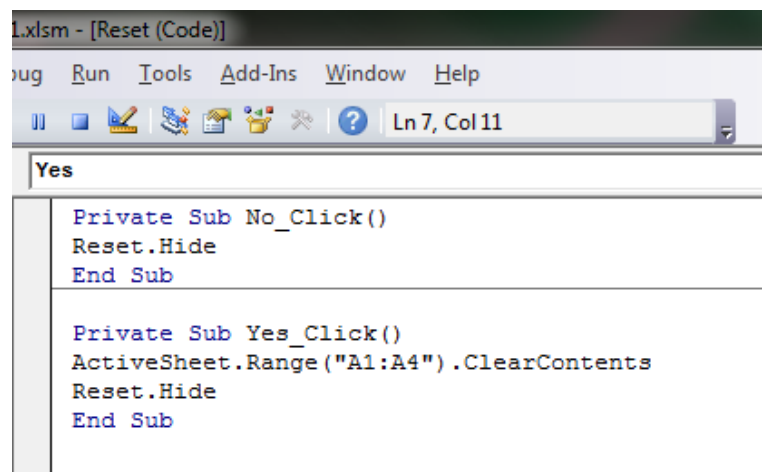 1.xlsm - [Reset (Code)]
bug Run Tools Add-Ins Window Help
Ln 7, Col 11
Yes
Private Sub No_Click()
Reset.Hide
End Sub
Private Sub Yes_Click()
ActiveSheet.Range("A1:A4").ClearContents
Reset.Hide
End Sub